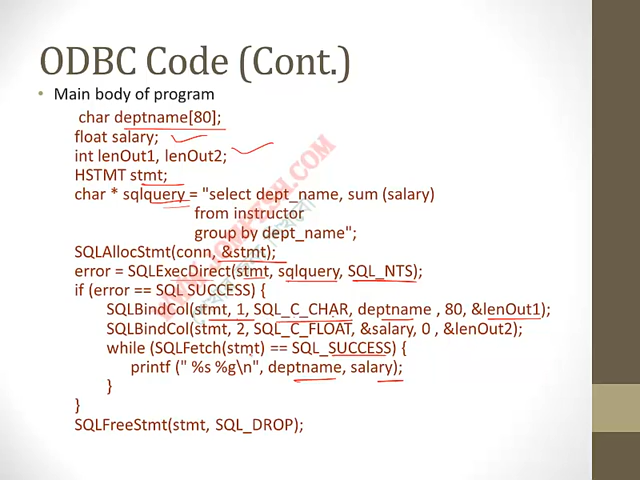 ODBC Code (Cont.)
• Main body of program
char deptname[80];
float salary;
int lenOut1, lenOut2;
HSTMT stmt;
char * sqlquery = "select dept_name, sum (salary)
from instructor
group by dept_name";
SQLAllocStmt(conn, &stmt);
error = SQLExecDirect(stmt, sqlquery, SQL_NTS);
if (error == SQL SUCCESS) {
SQLBindCol(stmt, 1, SQL_C_CHAR, deptname , 80, &lenOut1);
SQLBindCol(stmt, 2, SQL_C_FLOAT, &salary, 0 , &lenOut2);
while (SQLFetch(stmt) == SQL_SUCCESS) {
printf (" %s %g\n", deptname, salary);
}
}
SQLFreeStmt(stmt, SQL_DROP);